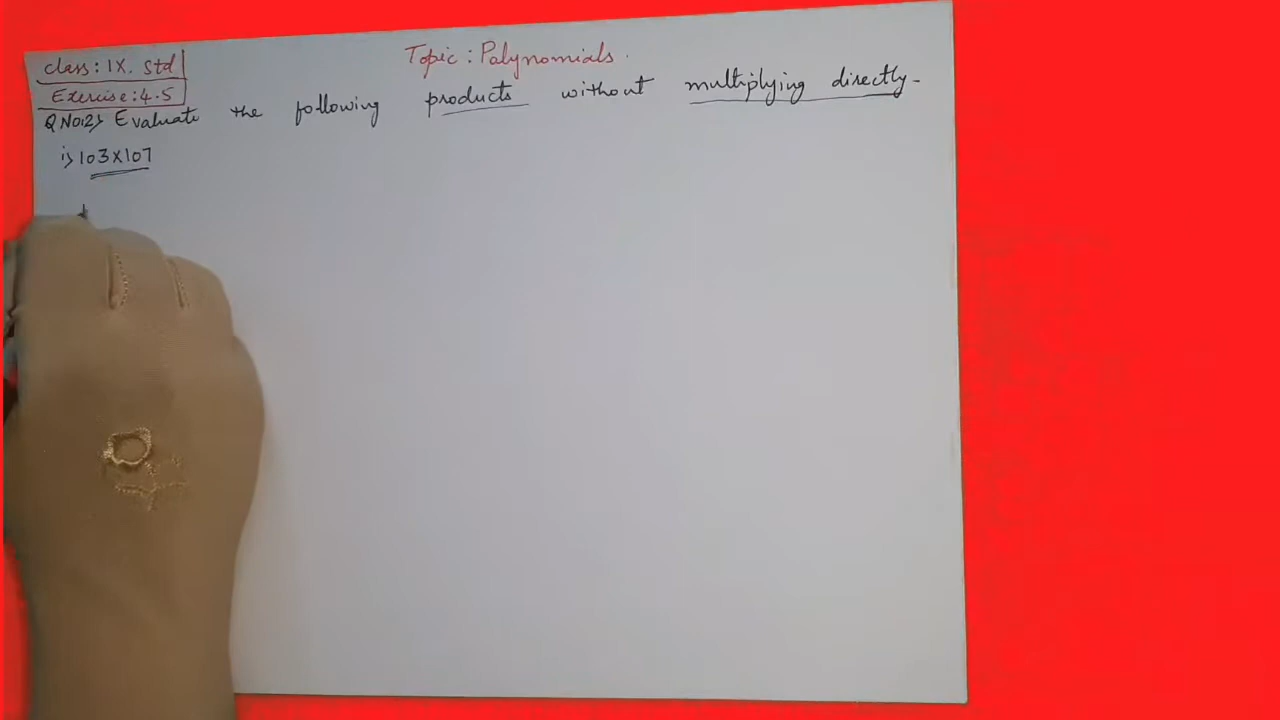 class: IX. std
Topic: Polynomials.
Exercise: 4.5
Q No:2) Evaluate the following products without multiplying directly.
i) 103×107